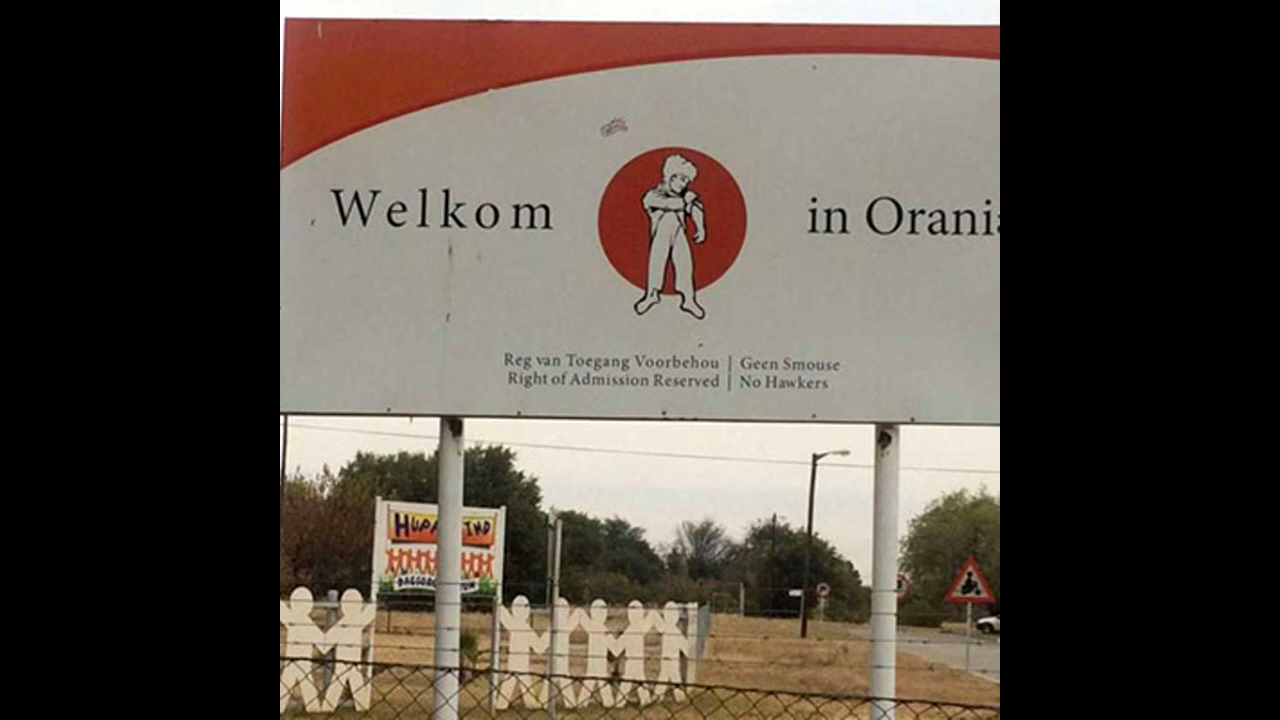 Welkom in Orani
Reg van Toegang Voorbehou | Geen Smouse
Right of Admission Reserved | No Hawkers